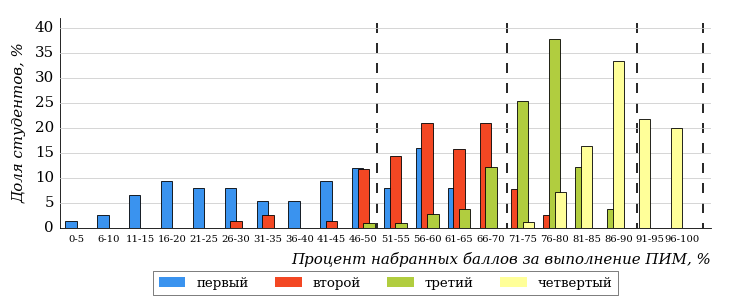 Доля студентов, %
40
35
30
25
20
15
10
5
0
0-5 6-10 11-15 16-20 21-25 26-30 31-35 36-40 41-45 46-50 51-55 56-60 61-65 66-70 71-75 76-80 81-85 86-90 91-95 96-100
Процент набранных баллов за выполнение ПИМ, %
первый второй третий четвертый